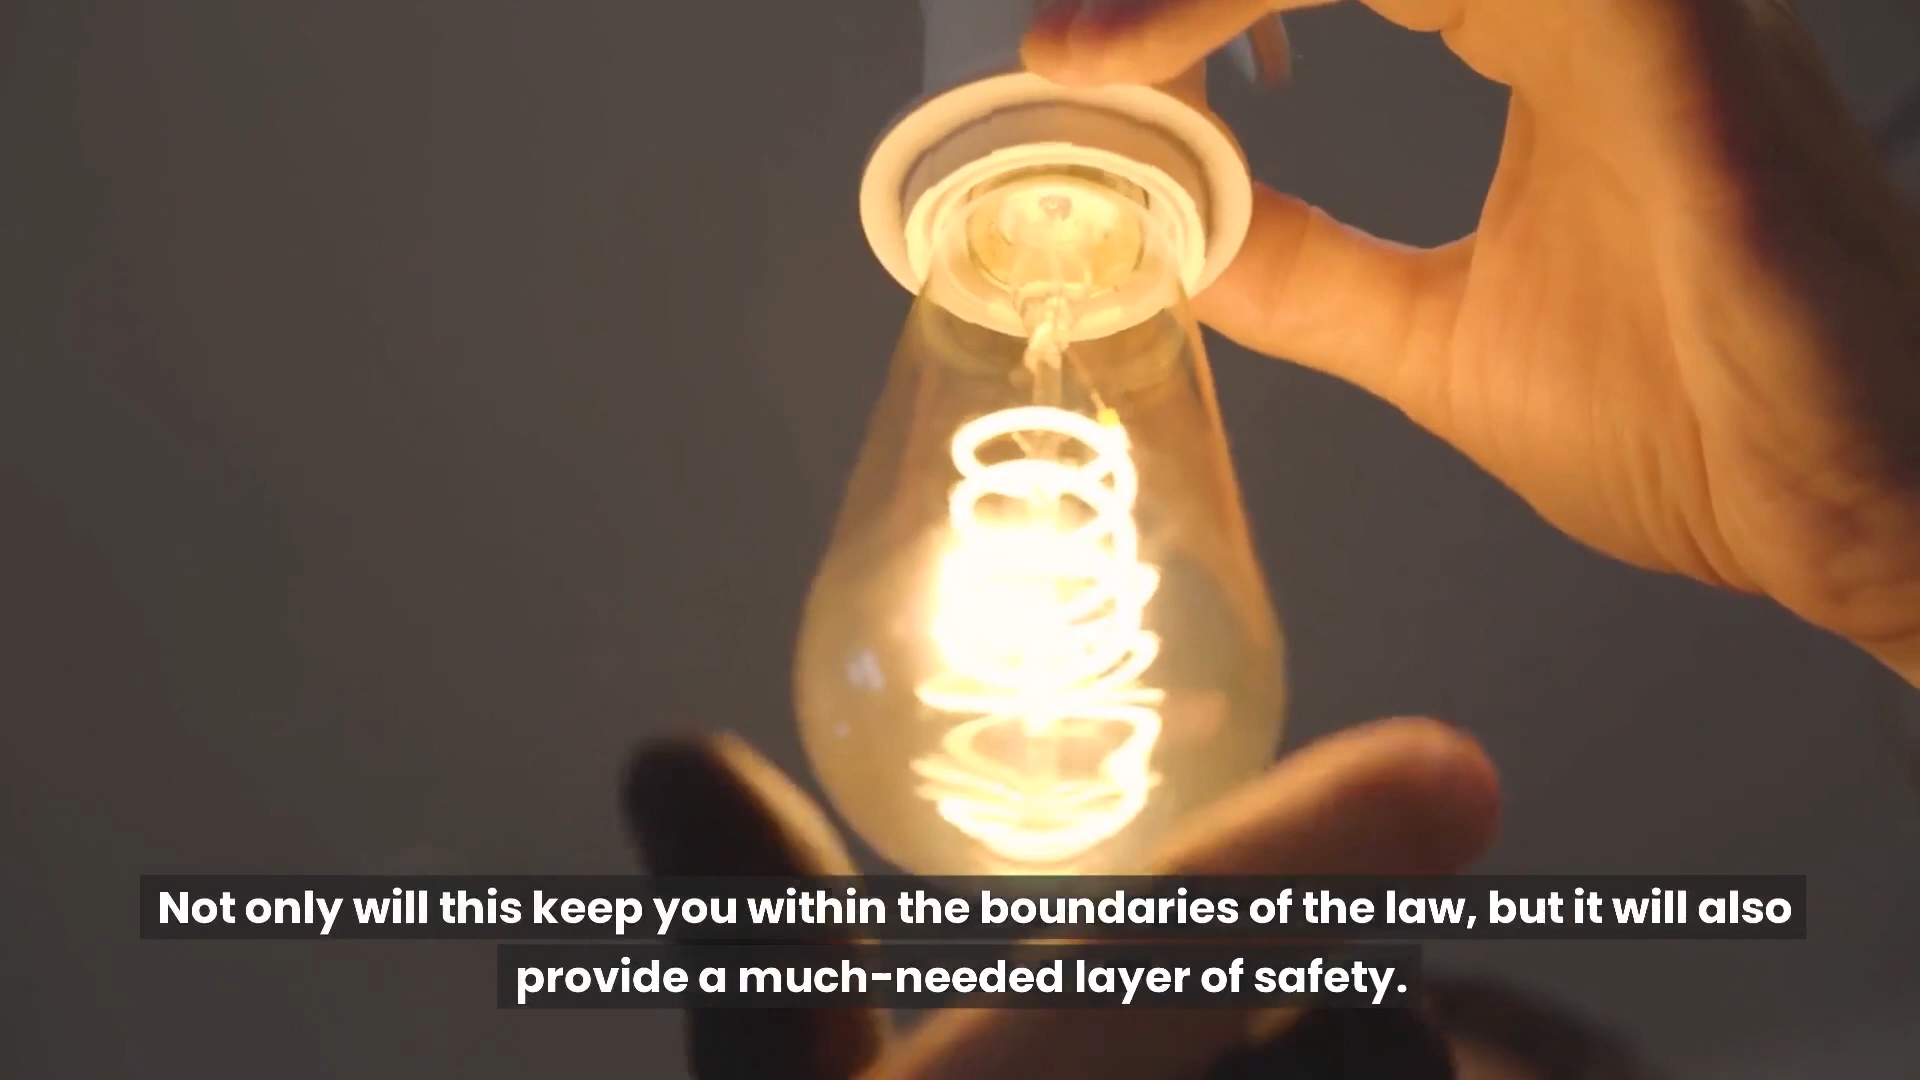 Not only will this keep you within the boundaries of the law, but it will also
provide a much-needed layer of safety.